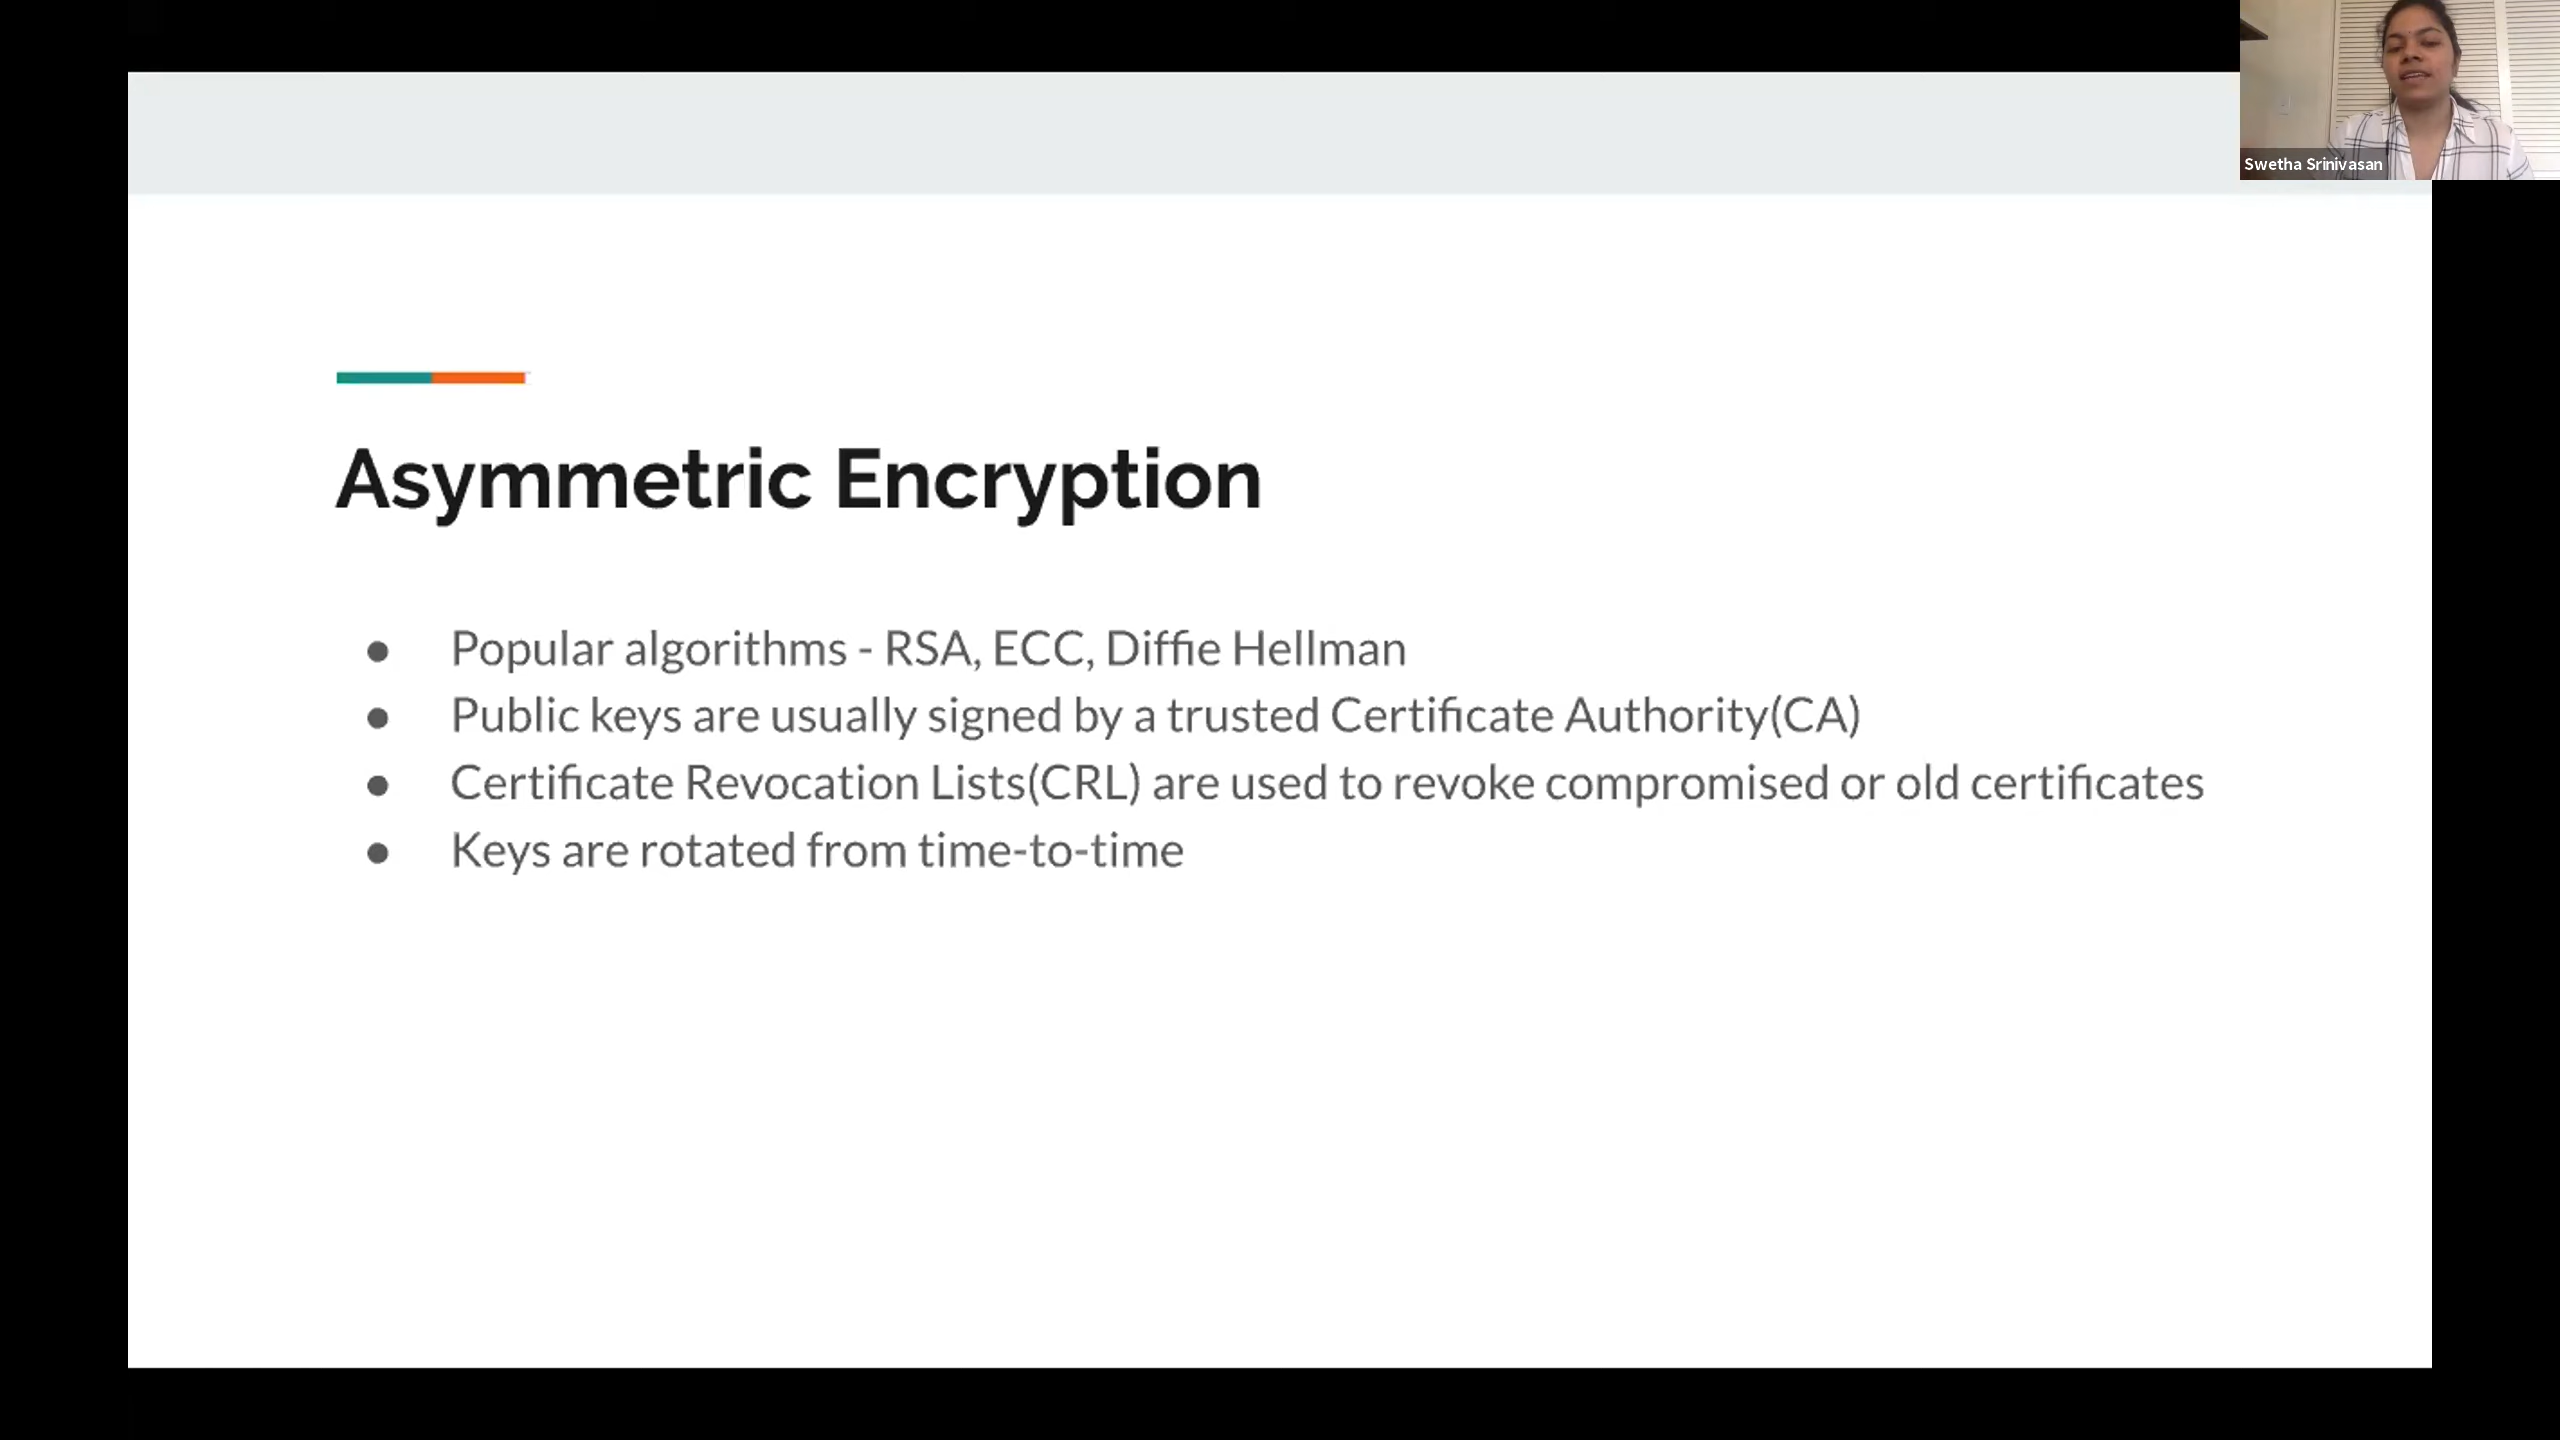 Swetha Srinivasan
Asymmetric Encryption
● Popular algorithms - RSA, ECC, Diffie Hellman
● Public keys are usually signed by a trusted Certificate Authority(CA)
● Certificate Revocation Lists(CRL) are used to revoke compromised or old certificates
● Keys are rotated from time-to-time